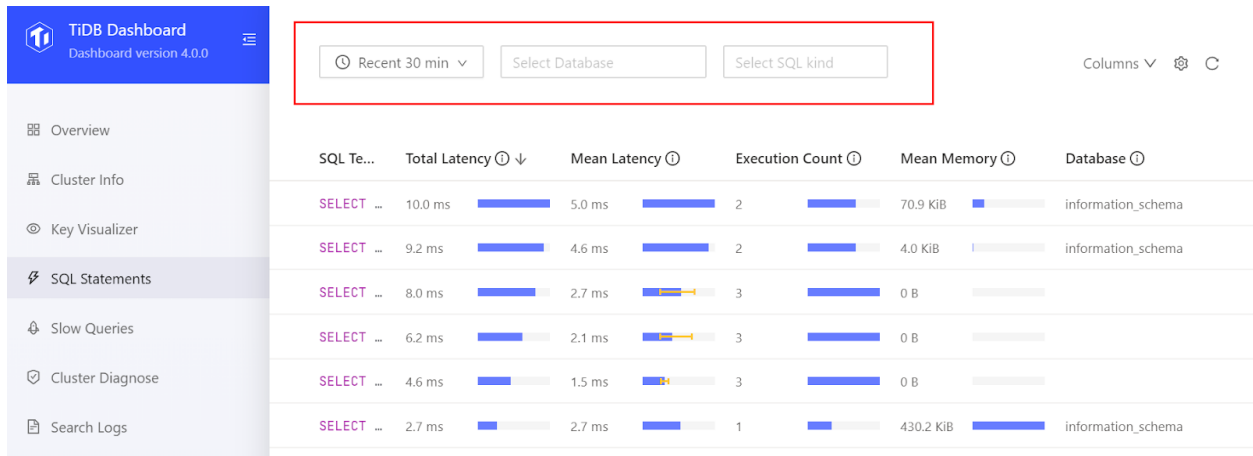 TiDB Dashboard
Dashboard version 4.0.0
Overview
Cluster Info
Key Visualizer
SQL Statements
Slow Queries
Cluster Diagnose
Search Logs
Recent 30 min Select Database Select SQL kind Columns
SQL Te... Total Latency Mean Latency Execution Count Mean Memory Database
SELECT … 10.0 ms 5.0 ms 2 70.9 KiB information_schema
SELECT … 9.2 ms 4.6 ms 2 4.0 KiB information_schema
SELECT … 8.0 ms 2.7 ms 3 0 B
SELECT … 6.2 ms 2.1 ms 3 0 B
SELECT … 4.6 ms 1.5 ms 3 0 B
SELECT … 2.7 ms 2.7 ms 1 430.2 KiB information_schema